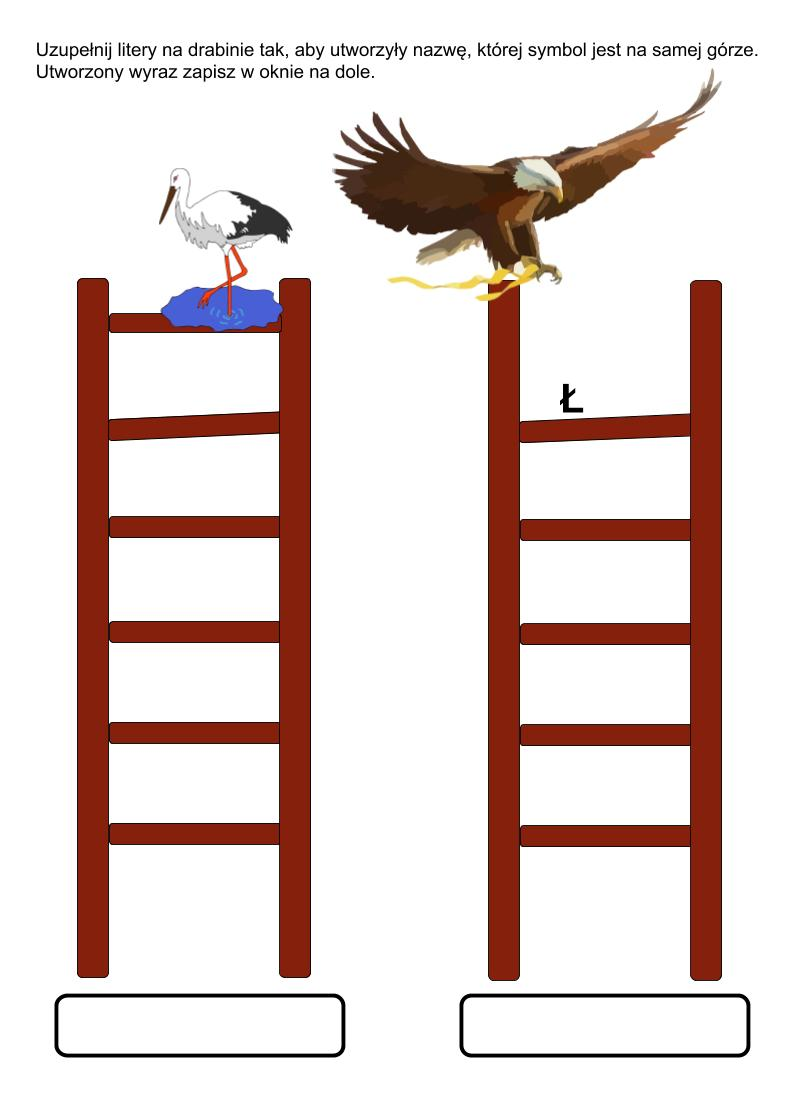 Uzupełnij litery na drabinie tak, aby utworzyły nazwę, której symbol jest na samej górze.
Utworzony wyraz zapisz w oknie na dole.
Ł